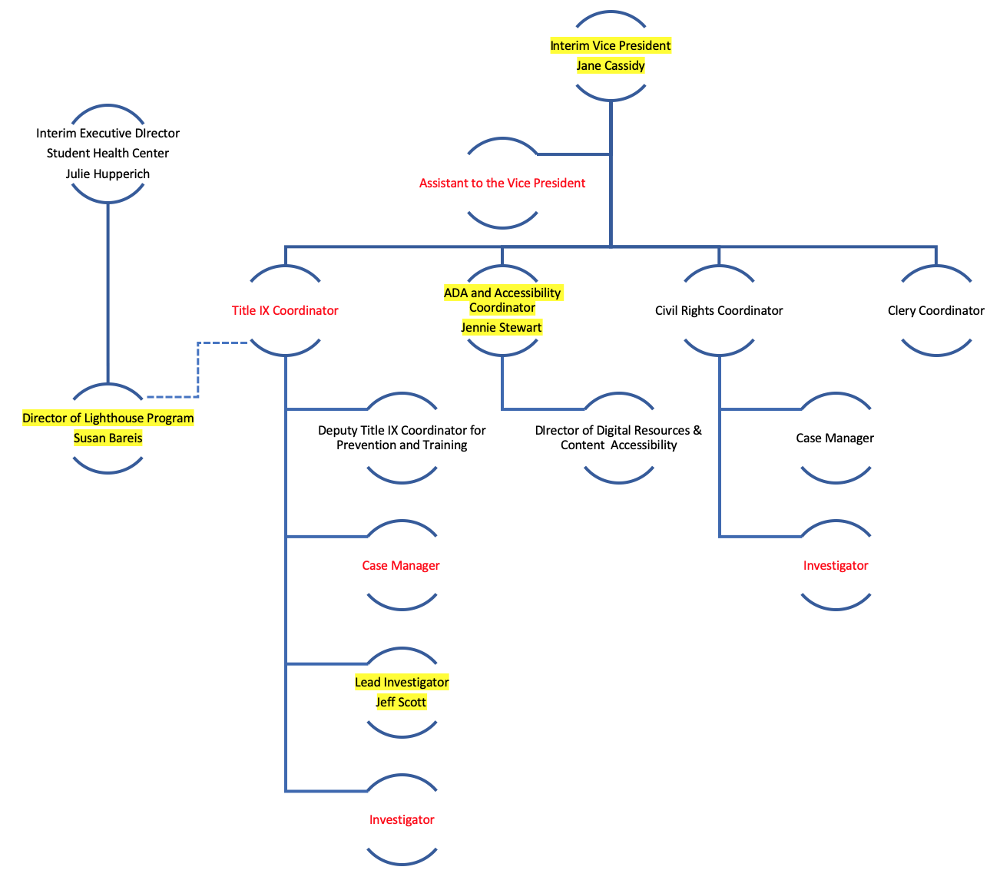 Interim Vice President
Jane Cassidy
Interim Executive DIrector
Student Health Center
Julie Hupperich
Assistant to the Vice President
Title IX Coordinator
ADA and Accessibility
Coordinator
Jennie Stewart
Civil Rights Coordinator
Clery Coordinator
Director of Lighthouse Program
Susan Bareis
Deputy Title IX Coordinator for
Prevention and Training
DIrector of Digital Resources &
Content Accessibility
Case Manager
Case Manager
Investigator
Lead Investigator
Jeff Scott
Investigator